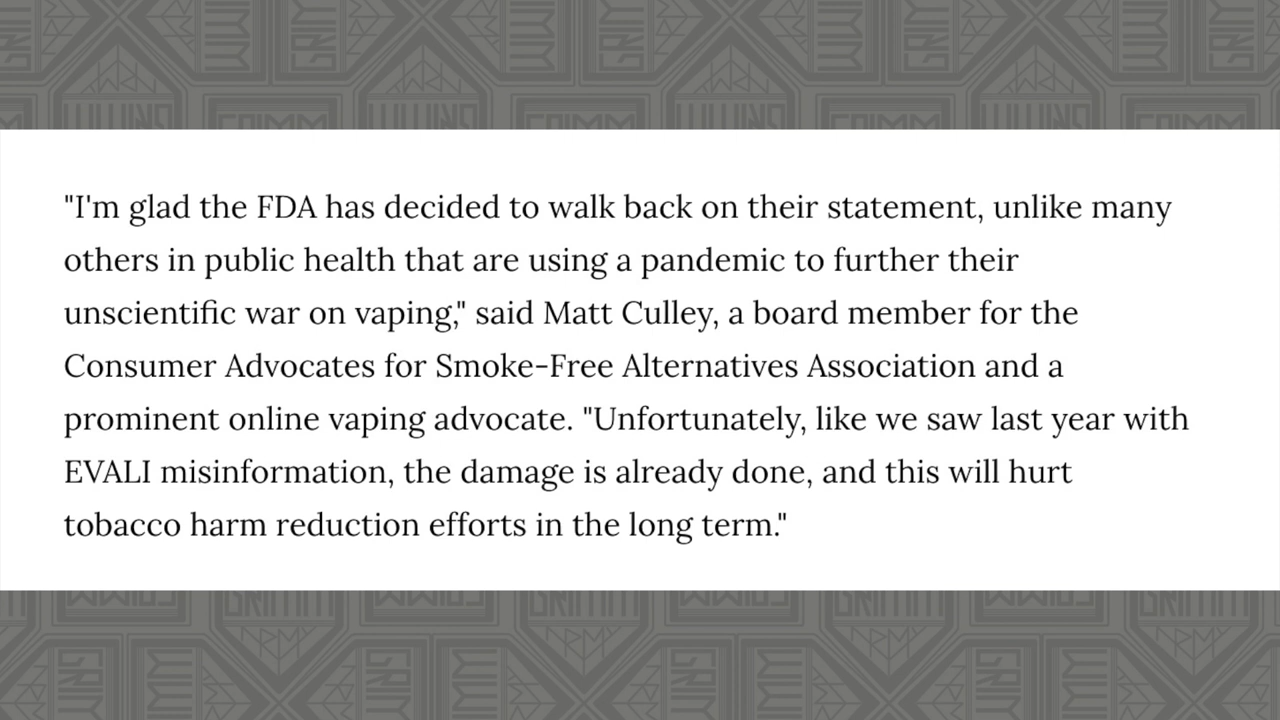 "I'm glad the FDA has decided to walk back on their statement, unlike many
others in public health that are using a pandemic to further their
unscientific war on vaping," said Matt Culley, a board member for the
Consumer Advocates for Smoke-Free Alternatives Association and a
prominent online vaping advocate. "Unfortunately, like we saw last year with
EVALI misinformation, the damage is already done, and this will hurt
tobacco harm reduction efforts in the long term."